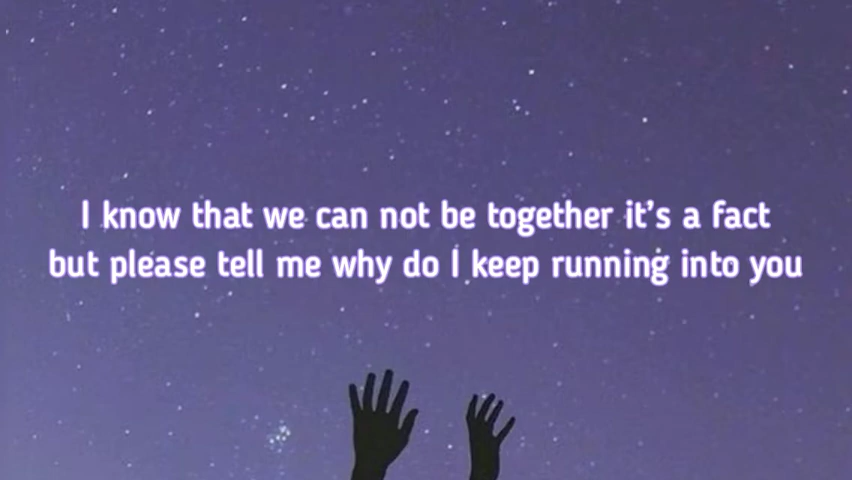 I know that we can not be together it's a fact
but please tell me why do I keep running into you